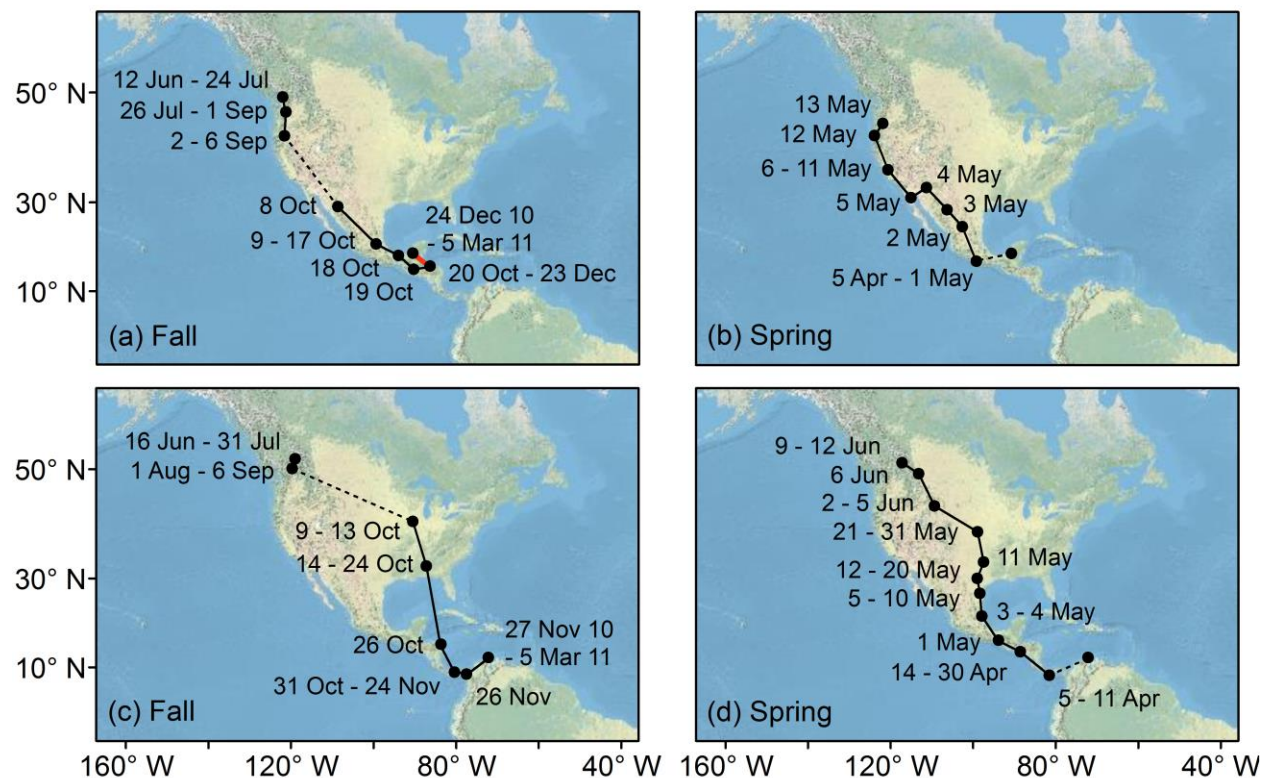 50° N
30° N
10° N
12 Jun - 24 Jul
26 Jul - 1 Sep
2 - 6 Sep
8 Oct
9 - 17 Oct
18 Oct
19 Oct
24 Dec 10
- 5 Mar 11
20 Oct - 23 Dec
(a) Fall
13 May
12 May
6 - 11 May
5 May
4 May
3 May
2 May
5 Apr - 1 May
(b) Spring
50° N
30° N
10° N
16 Jun - 31 Jul
1 Aug - 6 Sep
9 - 13 Oct
14 - 24 Oct
26 Oct
27 Nov 10
- 5 Mar 11
31 Oct - 24 Nov
26 Nov
(c) Fall
9 - 12 Jun
6 Jun
2 - 5 Jun
21 - 31 May
11 May
12 - 20 May
5 - 10 May
3 - 4 May
1 May
14 - 30 Apr
5 - 11 Apr
(d) Spring
160° W
120° W
80° W
40° W
160° W
120° W
80° W
40° W